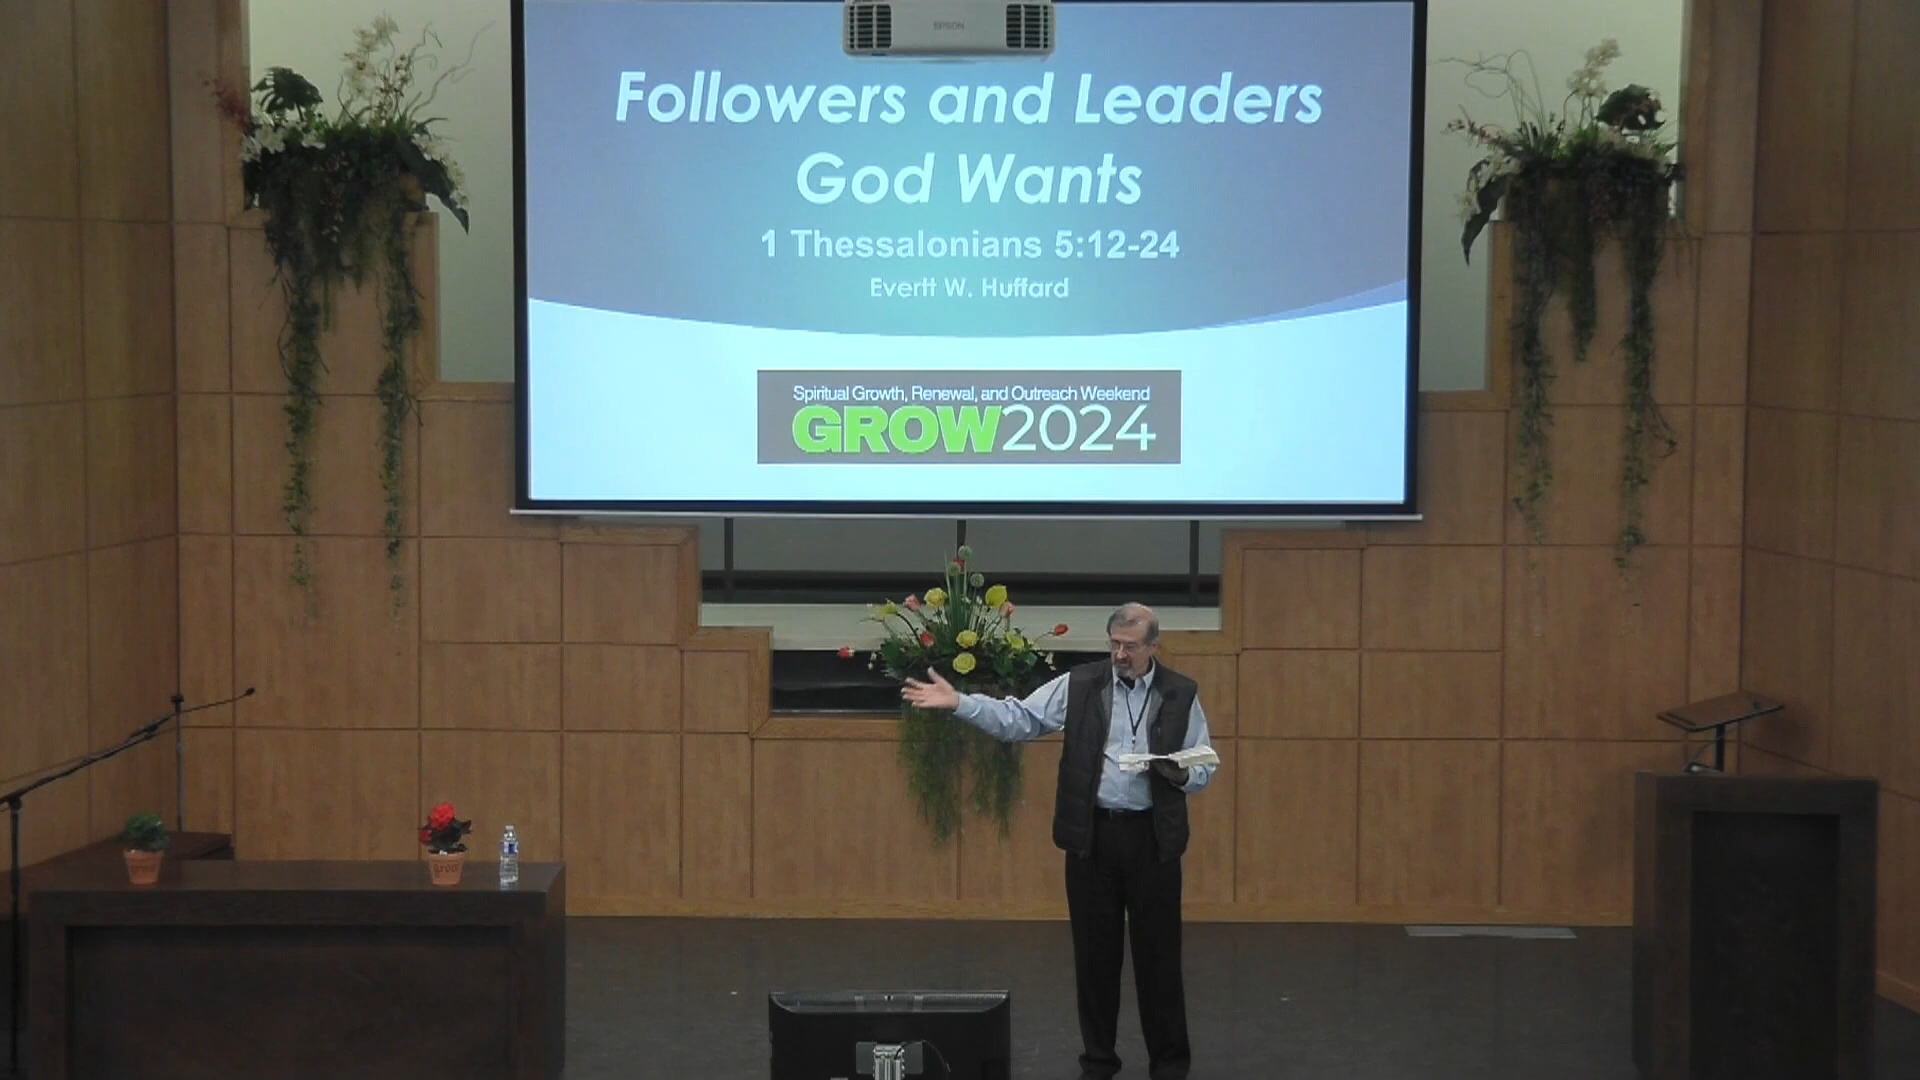 EPSON
Followers and Leaders
God Wants
1 Thessalonians 5:12-24
Evertt W. Huffard
Spiritual Growth, Renewal, and Outreach Weekend
GROW2024